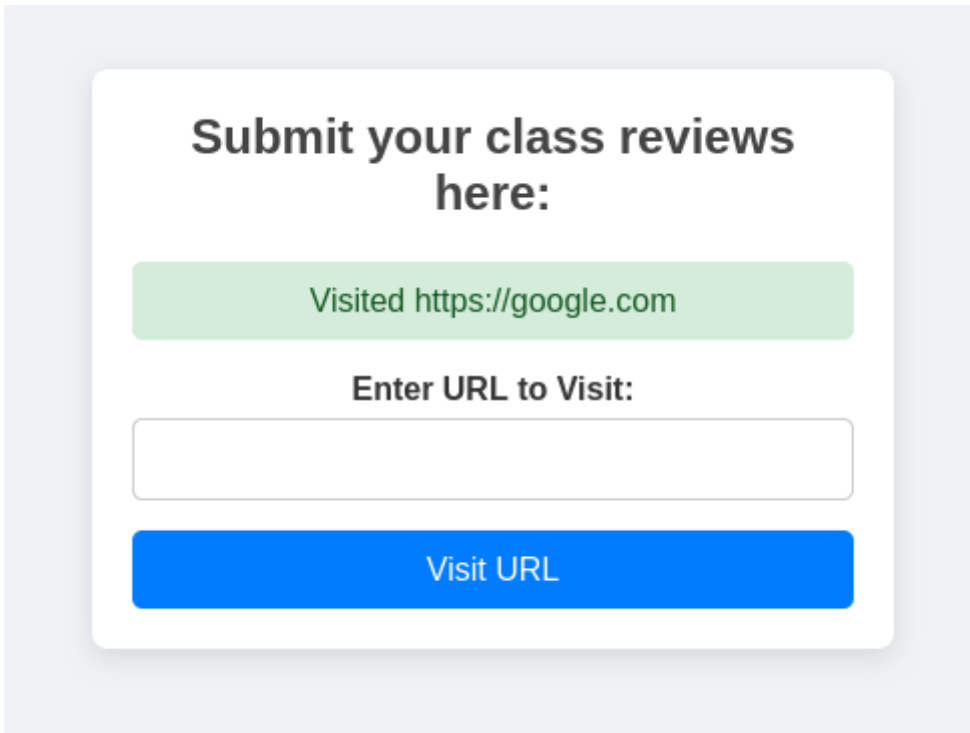 Submit your class reviews
here:
Visited https://google.com
Enter URL to Visit:
Visit URL